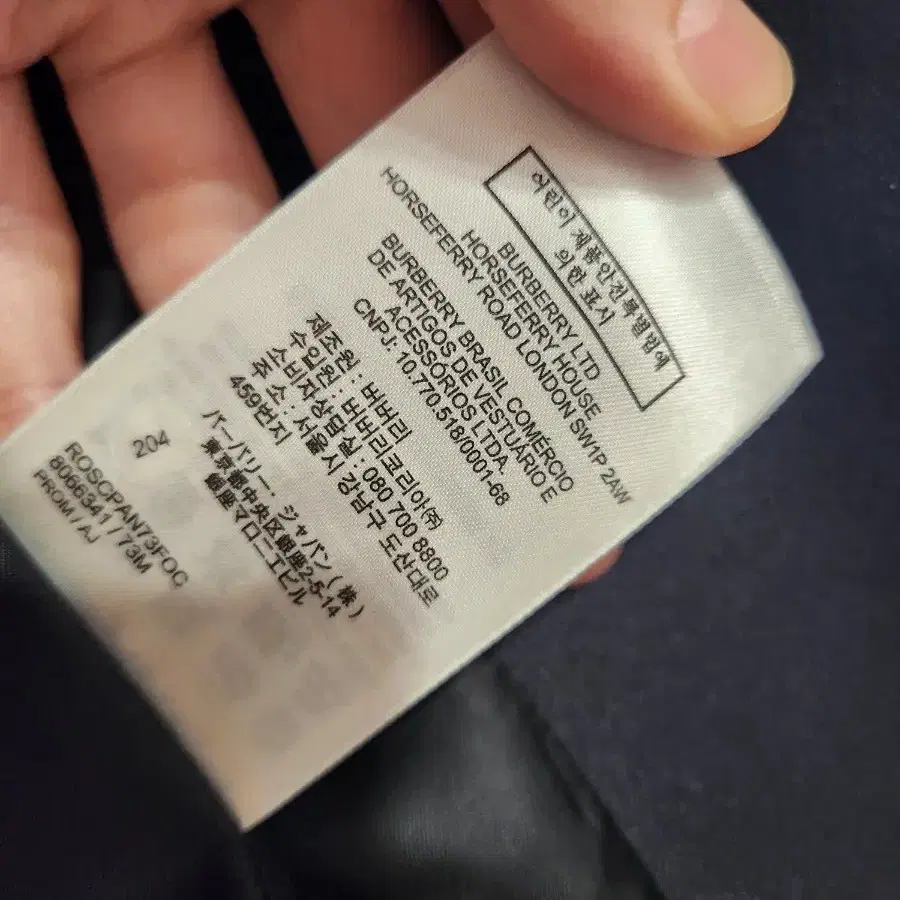 어린이 제품안전특별법에
의한 표시
BURBERRY LTD
HORSEFERRY HOUSE
HORSEFERRY ROAD LONDON SW1P 2AW
BURBERRY BRASIL COMÉRCIO
DE ARTIGOS DE VESTUÁRIO E
ACESSÓRIOS LTDA.
CNPJ: 10.770.518/0001-68
제조원 : 버버리
수입원 : 버버리코리아㈜
소비자상담실 : 080 700 8800
주 소 : 서울시 강남구 도산대로
459번지
バーバリー・ジャパン(株)
東京都中央区銀座2-5-14
銀座マロニエビル
204
ROSCPAN73FOC
8066341 / 73M
PROM / AJ